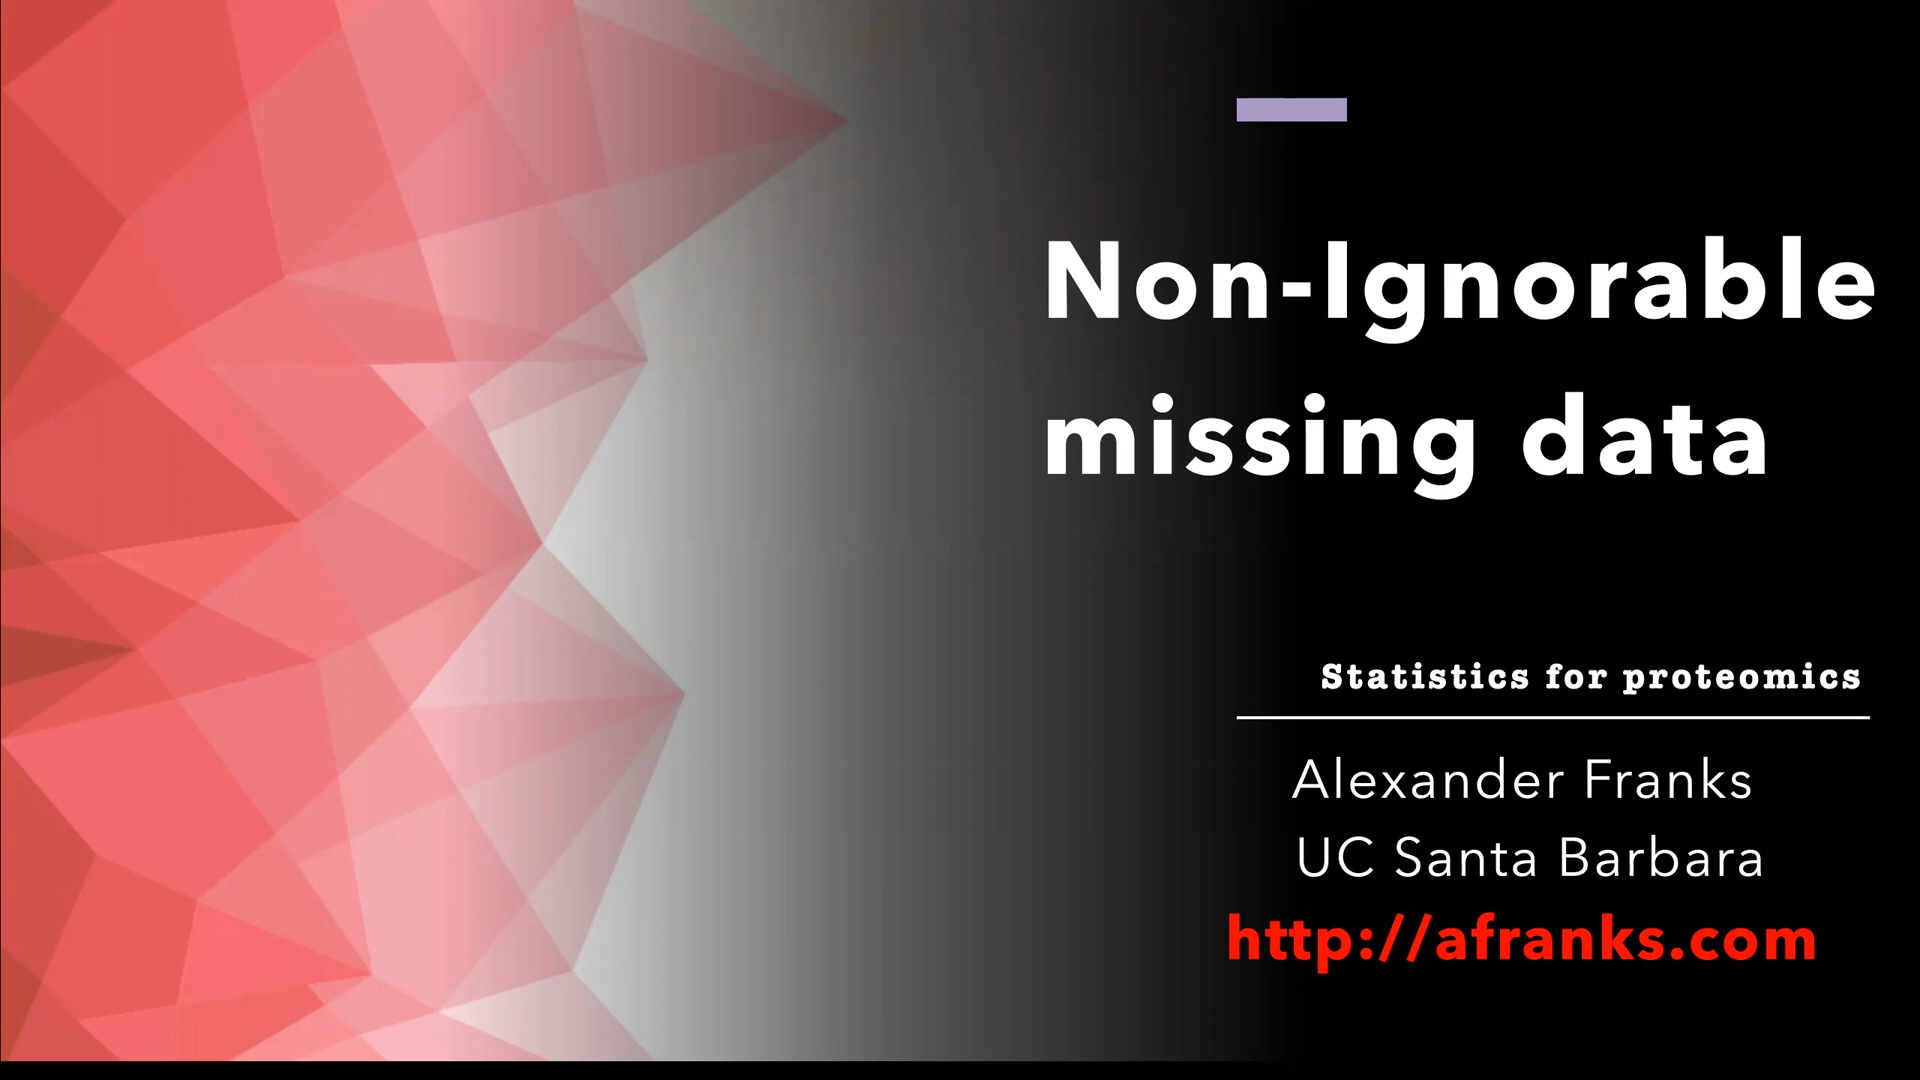 Non-Ignorable
missing data
Statistics for proteomics
Alexander Franks
UC Santa Barbara
http://afranks.com